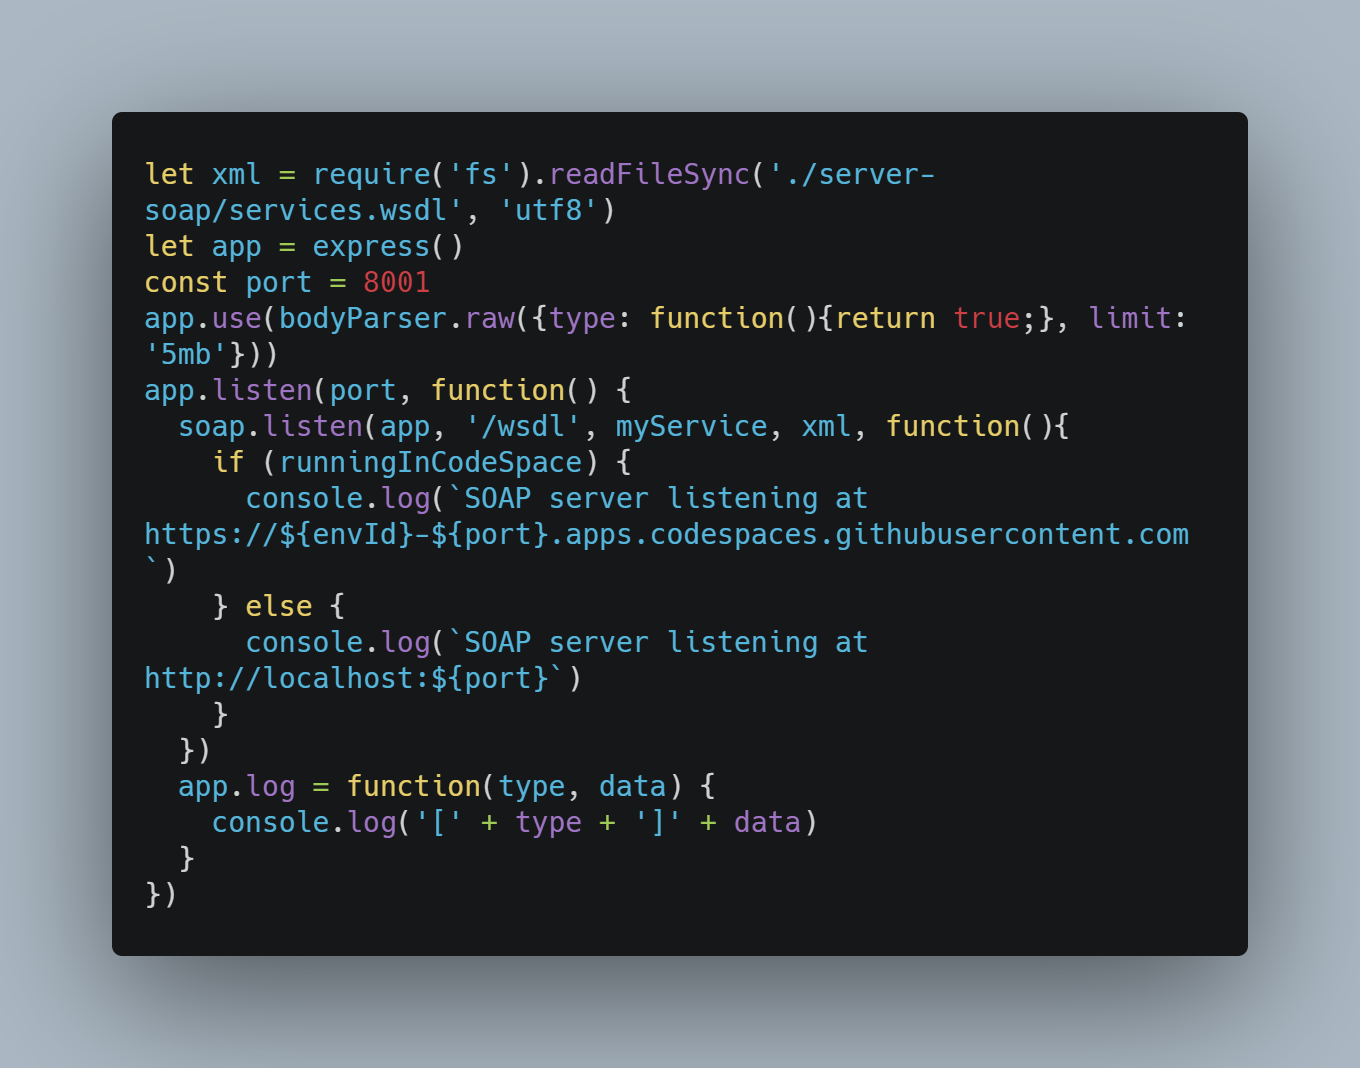 let xml = require('fs').readFileSync('./server-
soap/services.wsdl', 'utf8')
let app = express()
const port = 8001
app.use(bodyParser.raw({type: function(){return true;}, limit:
'5mb'}))
app.listen(port, function() {
  soap.listen(app, '/wsdl', myService, xml, function(){
    if (runningInCodeSpace) {
      console.log(`SOAP server listening at
https://${envId}-${port}.apps.codespaces.githubusercontent.com
`)
    } else {
      console.log(`SOAP server listening at
http://localhost:${port}`)
    }
  })
  app.log = function(type, data) {
    console.log('[' + type + ']' + data)
  }
})